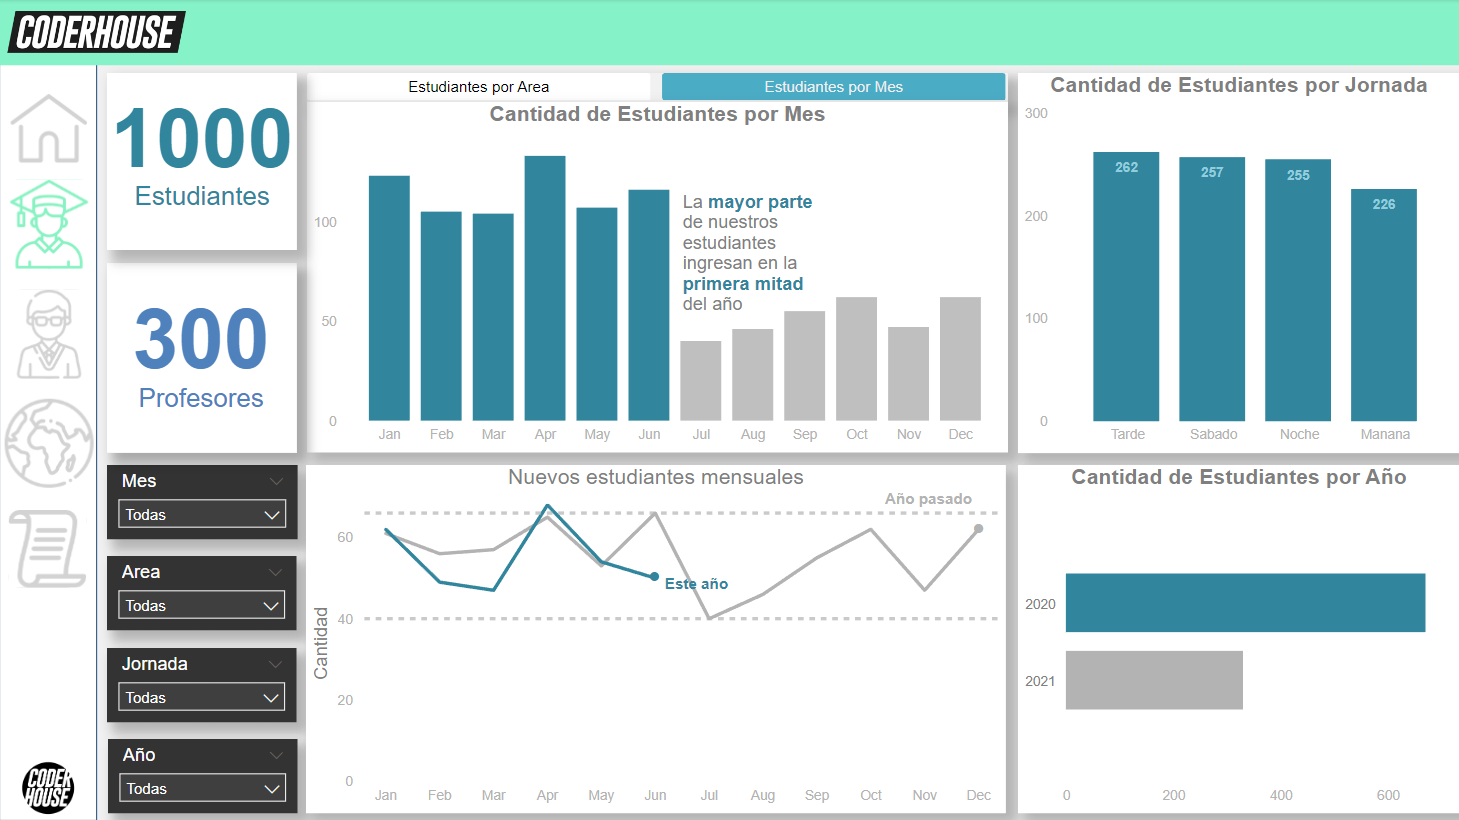 CODERHOUSE
1000
Estudiantes
300
Profesores
Mes
Todas
Area
Todas
Jornada
Todas
Año
Todas
CODER
HOUSE
Estudiantes por Area
Estudiantes por Mes
Cantidad de Estudiantes por Mes
100
50
0
La mayor parte
de nuestros
estudiantes
ingresan en la
primera mitad
del año
Jan Feb Mar Apr May Jun Jul Aug Sep Oct Nov Dec
Cantidad de Estudiantes por Jornada
300
200
100
0
262 257 255 226
Tarde Sabado Noche Manana
Nuevos estudiantes mensuales
Año pasado
Este año
Cantidad
60
40
20
0
Jan Feb Mar Apr May Jun Jul Aug Sep Oct Nov Dec
Cantidad de Estudiantes por Año
2020
2021
0 200 400 600